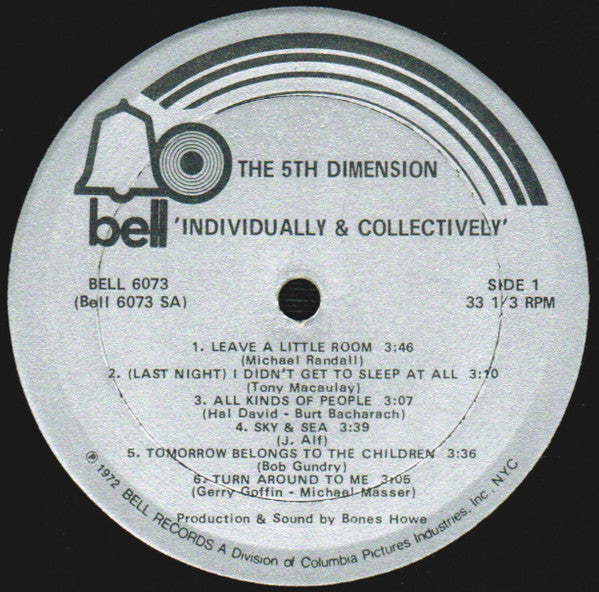 THE 5TH DIMENSION
bell 'INDIVIDUALLY & COLLECTIVELY'
BELL 6073
(Bell 6073 SA)
SIDE 1
33 1/3 RPM
1. LEAVE A LITTLE ROOM 3:46
(Michael Randall)
2. (LAST NIGHT) I DIDN'T GET TO SLEEP AT ALL 3:10
(Tony Macaulay)
3. ALL KINDS OF PEOPLE 3:07
(Hal David - Burt Bacharach)
4. SKY & SEA 3:39
(J. Alf)
5. TOMORROW BELONGS TO THE CHILDREN 3:36
(Bob Gundry)
6. TURN AROUND TO ME 3:05
(Gerry Goffin - Michael Masser)
Production & Sound by Bones Howe
℗ 1972 BELL RECORDS A Division of Columbia Pictures Industries, Inc., N.Y.C